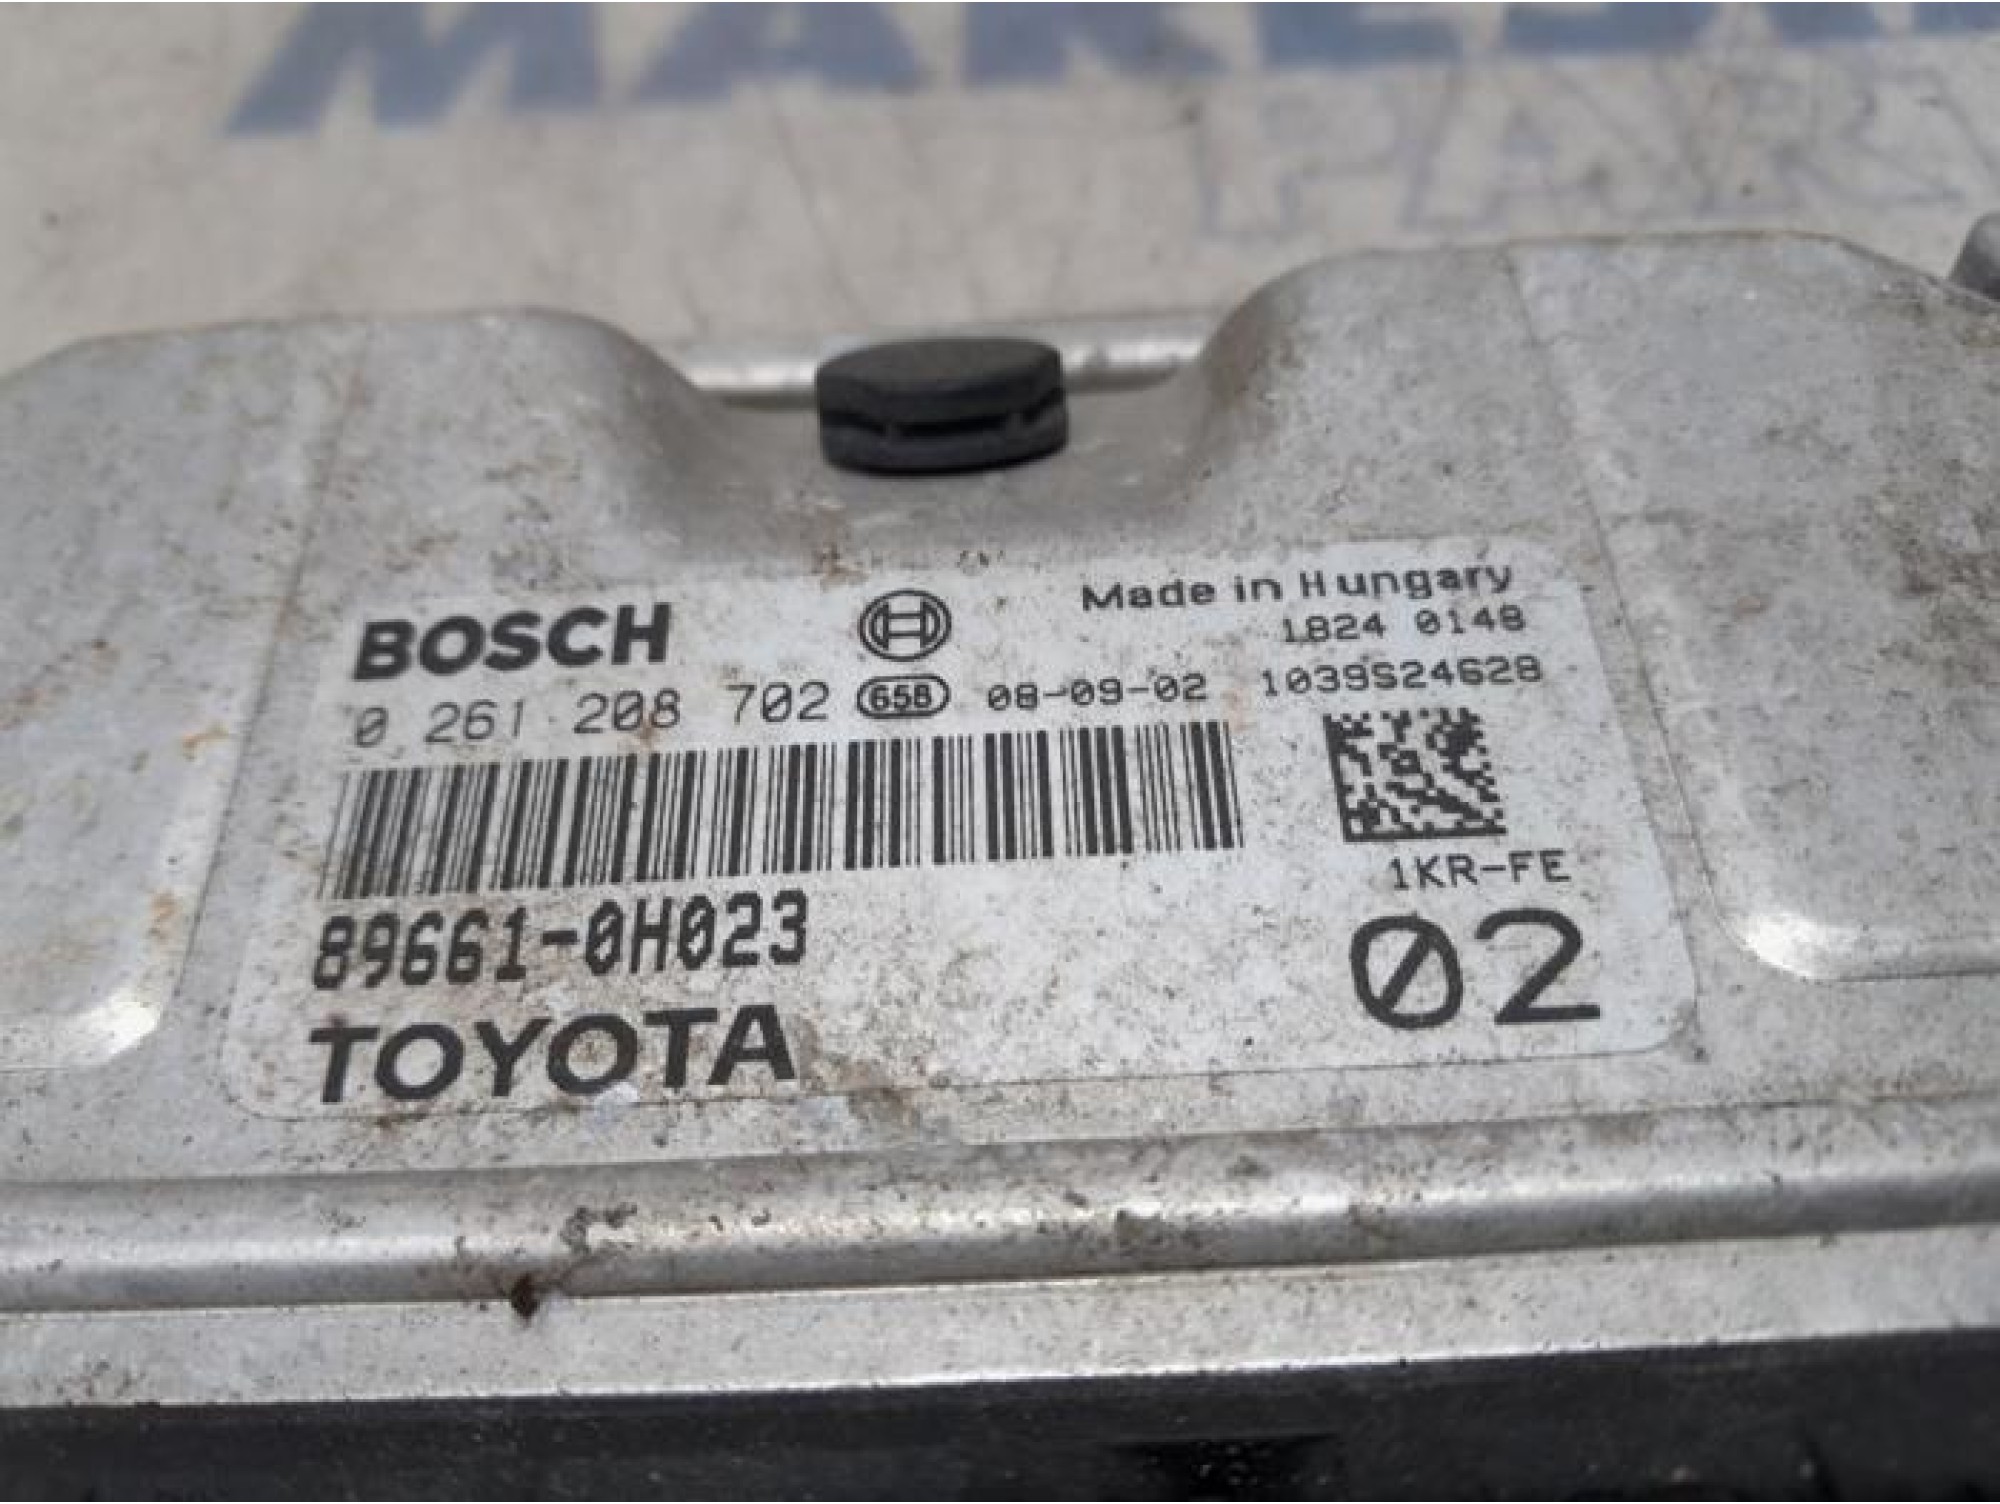 BOSCH
Made in Hungary
1824 0148
0 261 208 702 65B 08-09-02 1039S24628
1KR-FE
89661-0H023
02
TOYOTA